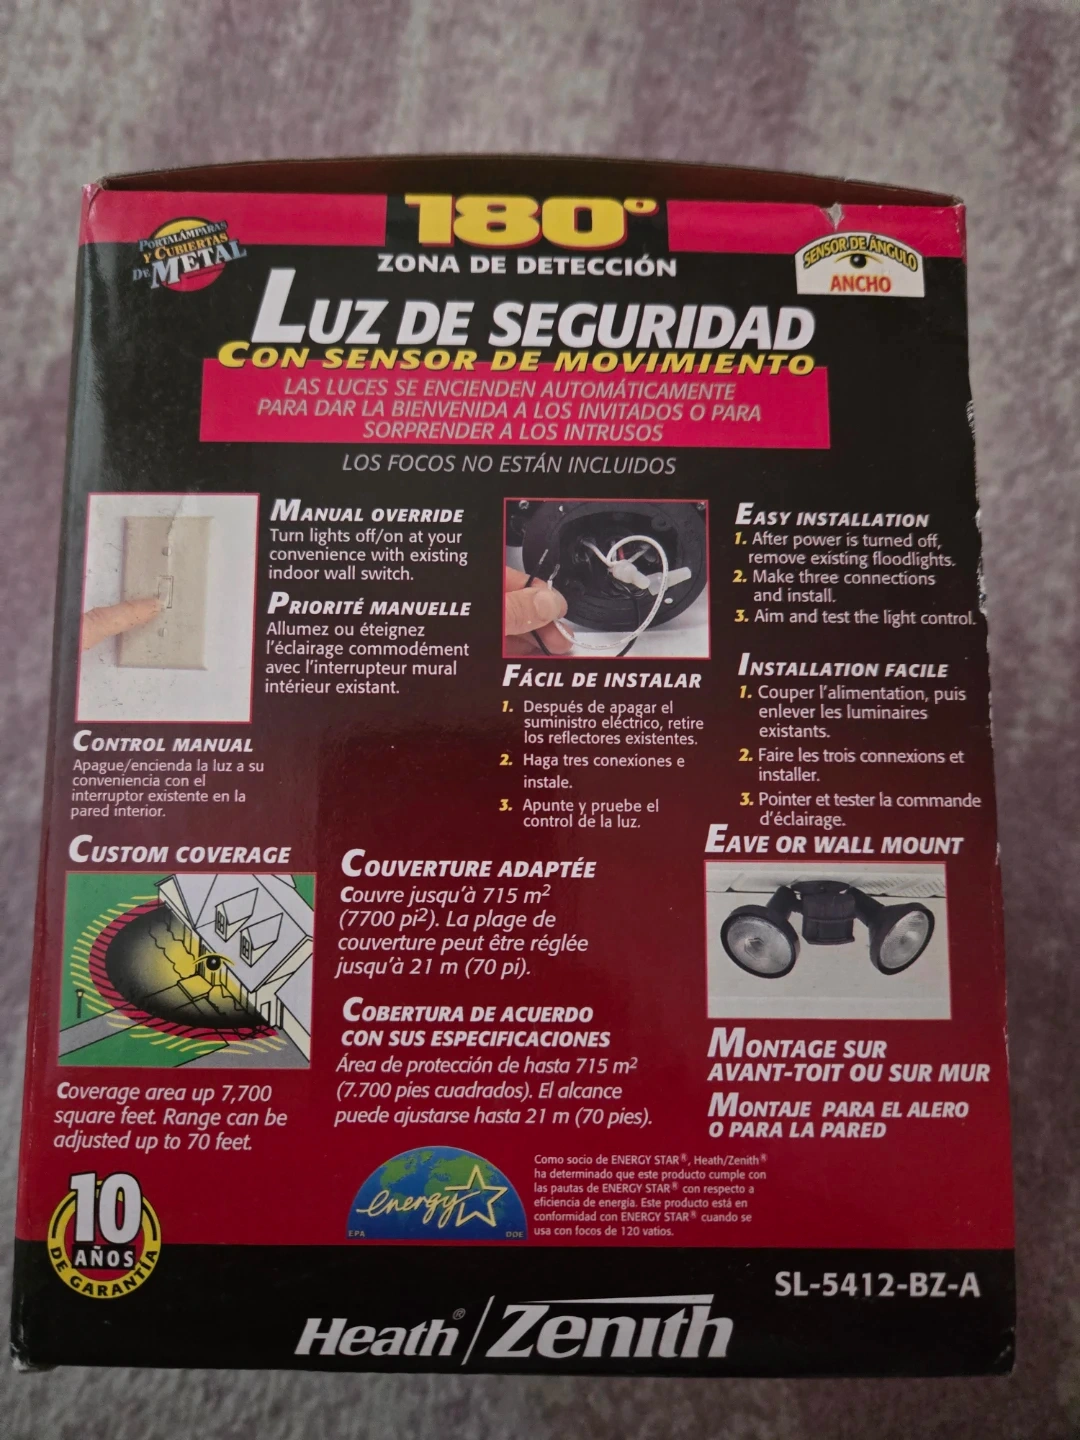 180°
ZONA DE DETECCIÓN
PORTALÁMPARAS
Y CUBIERTAS
DE METAL
SENSOR DE ÁNGULO
ANCHO
LUZ DE SEGURIDAD
CON SENSOR DE MOVIMIENTO
LAS LUCES SE ENCIENDEN AUTOMÁTICAMENTE
PARA DAR LA BIENVENIDA A LOS INVITADOS O PARA
SORPRENDER A LOS INTRUSOS
LOS FOCOS NO ESTÁN INCLUIDOS
MANUAL OVERRIDE
Turn lights off/on at your
convenience with existing
indoor wall switch.
PRIORITÉ MANUELLE
Allumez ou éteignez
l'éclairage commodément
avec l'interrupteur mural
intérieur existant.
CONTROL MANUAL
Apague/encienda la luz a su
conveniencia con el
interruptor existente en la
pared interior.
EASY INSTALLATION
1. After power is turned off,
remove existing floodlights.
2. Make three connections
and install.
3. Aim and test the light control.
FÁCIL DE INSTALAR
1. Después de apagar el
suministro eléctrico, retire
los reflectores existentes.
2. Haga tres conexiones e
instale.
3. Apunte y pruebe el
control de la luz.
INSTALLATION FACILE
1. Couper l'alimentation, puis
enlever les luminaires
existants.
2. Faire les trois connexions et
installer.
3. Pointer et tester la commande
d'éclairage.
CUSTOM COVERAGE
Coverage area up 7,700
square feet. Range can be
adjusted up to 70 feet.
COUVERTURE ADAPTÉE
Couvre jusqu'à 715 m²
(7700 pi²). La plage de
couverture peut être réglée
jusqu'à 21 m (70 pi).
COBERTURA DE ACUERDO
CON SUS ESPECIFICACIONES
Área de protección de hasta 715 m²
(7.700 pies cuadrados). El alcance
puede ajustarse hasta 21 m (70 pies).
EAVE OR WALL MOUNT
MONTAGE SUR
AVANT-TOIT OU SUR MUR
MONTAJE PARA EL ALERO
O PARA LA PARED
10
AÑOS
DE GARANTÍA
energy
EPA
DOE
Como socio de ENERGY STAR®, Heath/Zenith®
ha determinado que este producto cumple con
las pautas de ENERGY STAR® con respecto a
eficiencia de energía. Este producto está en
conformidad con ENERGY STAR® cuando se
usa con focos de 120 vatios.
SL-5412-BZ-A
Heath®/Zenith